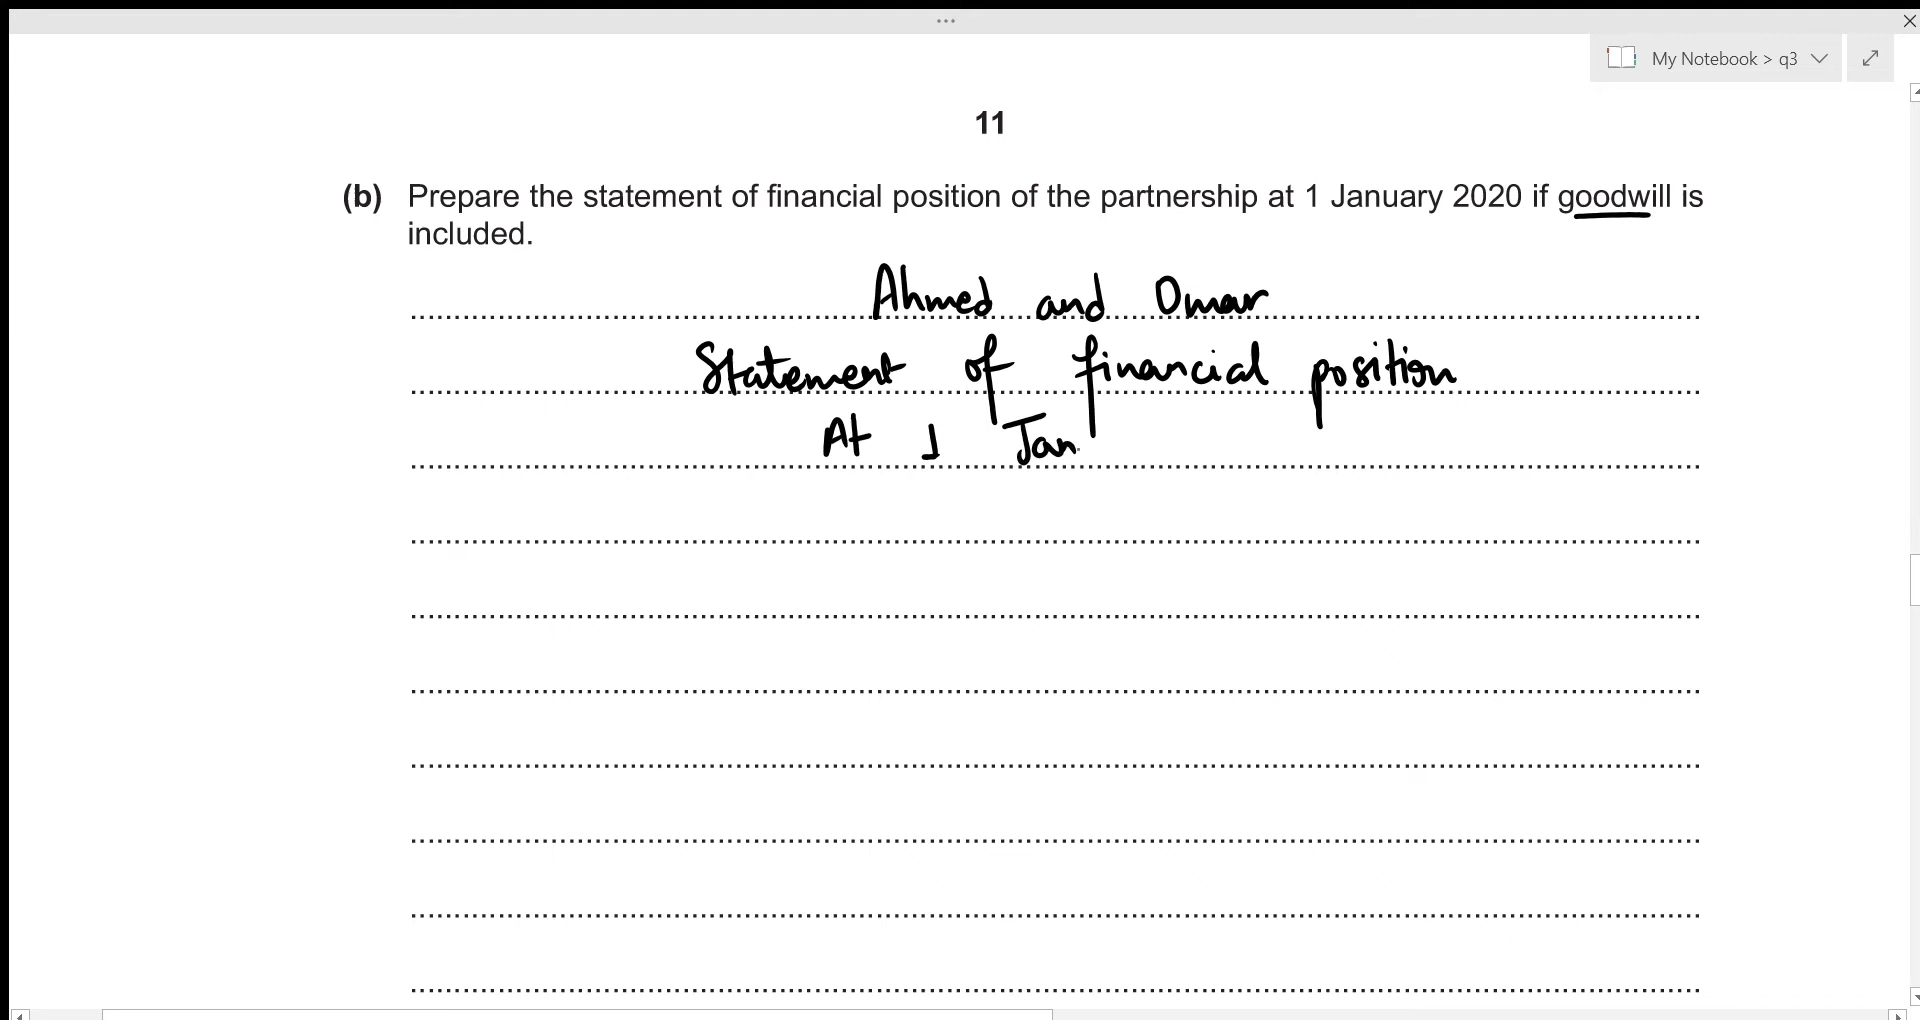 ...
My Notebook > q3
11
(b) Prepare the statement of financial position of the partnership at 1 January 2020 if goodwill is
included.
Ahmed and Omar
Statement of financial position
At 1 Jan